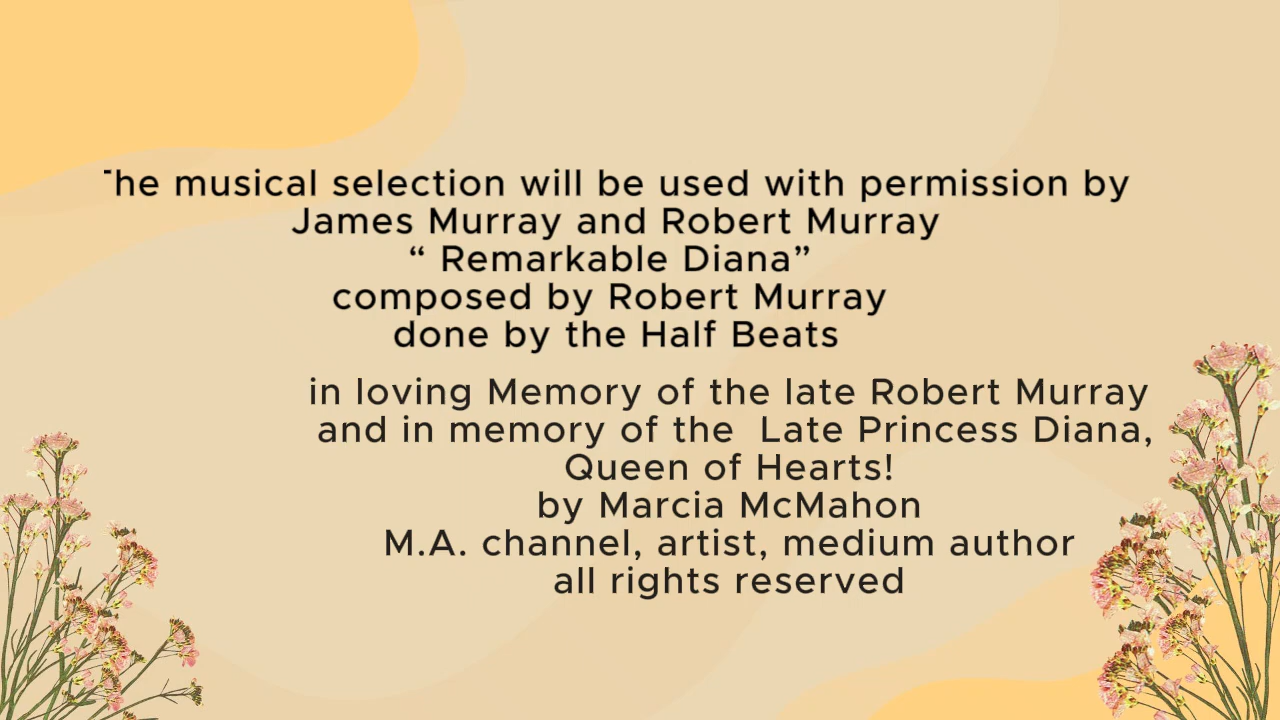 The musical selection will be used with permission by
James Murray and Robert Murray
“ Remarkable Diana”
composed by Robert Murray
done by the Half Beats
in loving Memory of the late Robert Murray
and in memory of the  Late Princess Diana,
Queen of Hearts!
by Marcia McMahon
M.A. channel, artist, medium author
all rights reserved